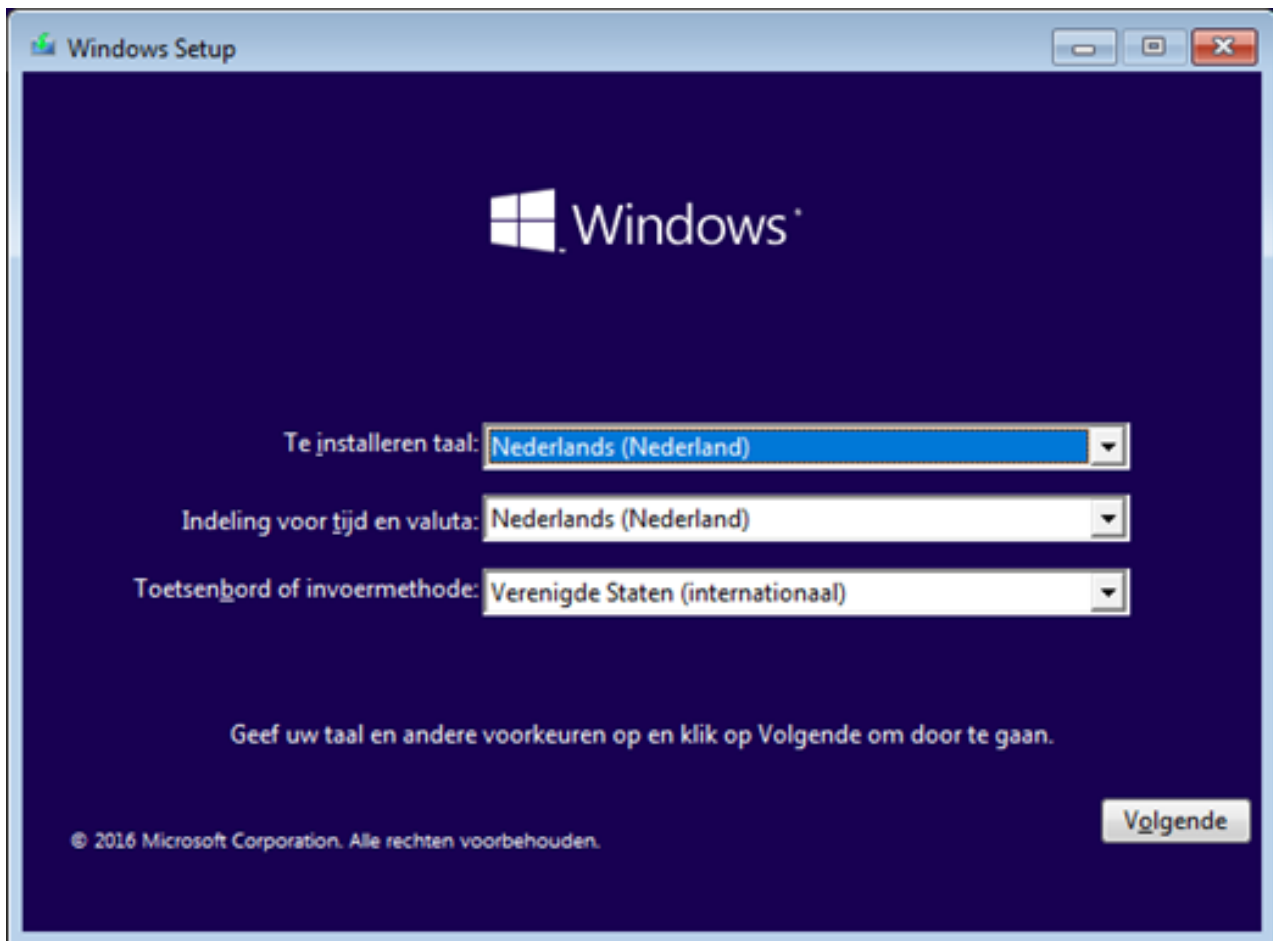 Windows Setup
Windows
Te installeren taal: Nederlands (Nederland)
Indeling voor tijd en valuta: Nederlands (Nederland)
Toetsenbord of invoermethode: Verenigde Staten (internationaal)
Geef uw taal en andere voorkeuren op en klik op Volgende om door te gaan.
Volgende
© 2016 Microsoft Corporation. Alle rechten voorbehouden.